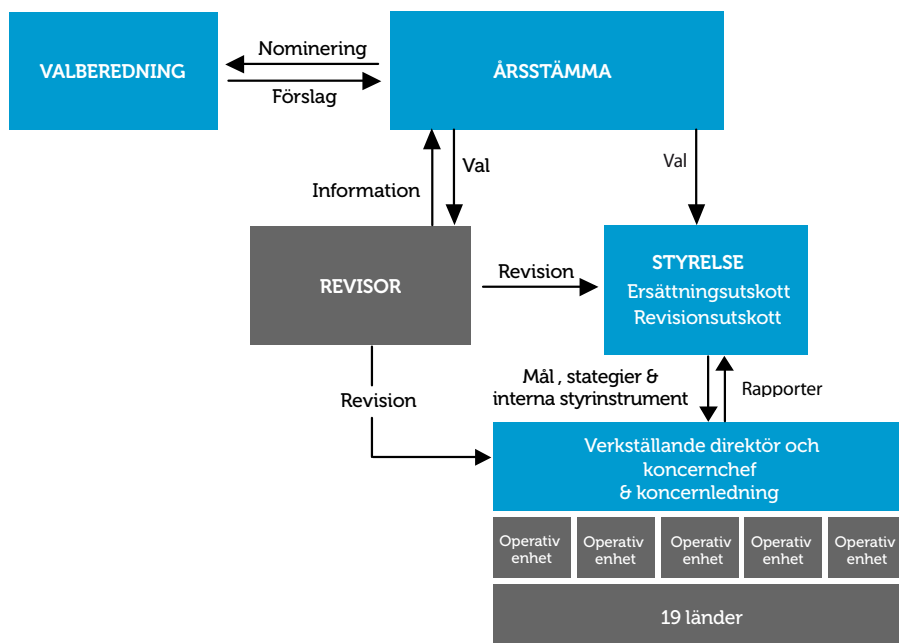 VALBEREDNING
Nominering
Förslag
ÅRSSTÄMMA
Information
Val
Val
REVISOR
Revision
STYRELSE
Ersättningsutskott
Revisionsutskott
Revision
Mål , stategier &
interna styrinstrument
Rapporter
Verkställande direktör och
koncernchef
& koncernledning
Operativ
enhet
Operativ
enhet
Operativ
enhet
Operativ
enhet
Operativ
enhet
19 länder